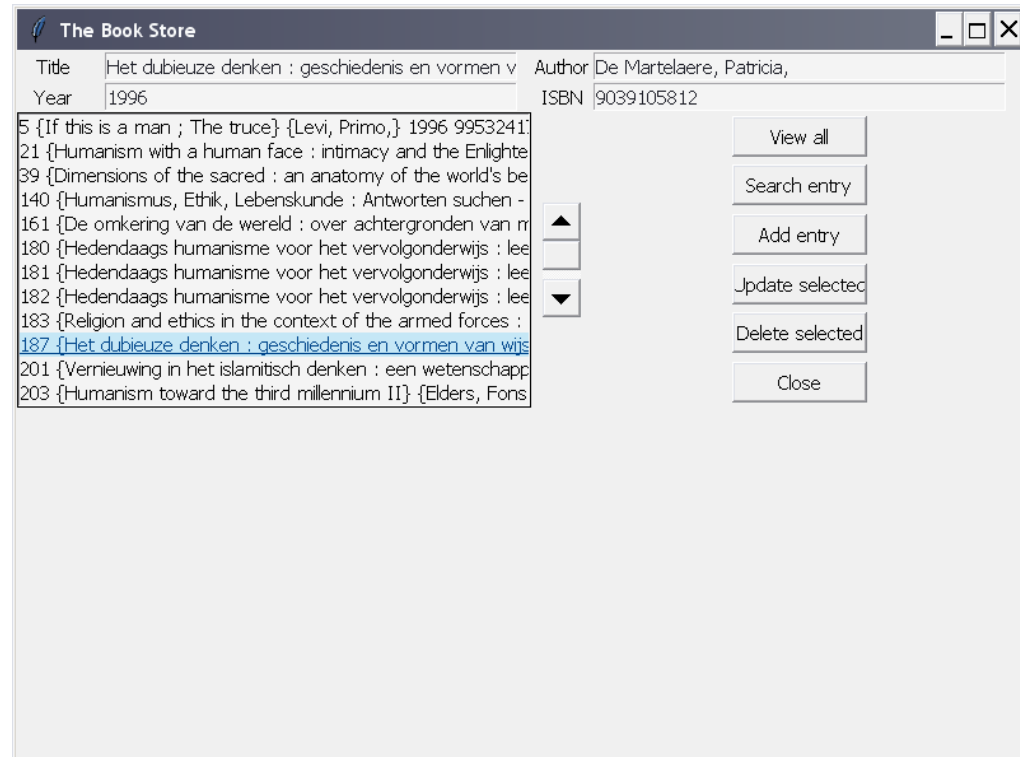 The Book Store
Title Het dubieuze denken : geschiedenis en vormen v Author De Martelaere, Patricia,
Year 1996 ISBN 9039105812
5 {If this is a man ; The truce} {Levi, Primo,} 1996 9953241
21 {Humanism with a human face : intimacy and the Enlighte
39 {Dimensions of the sacred : an anatomy of the world's be
140 {Humanismus, Ethik, Lebenskunde : Antworten suchen -
161 {De omkering van de wereld : over achtergronden van m
180 {Hedendaags humanisme voor het vervolgonderwijs : lee
181 {Hedendaags humanisme voor het vervolgonderwijs : lee
182 {Hedendaags humanisme voor het vervolgonderwijs : lee
183 {Religion and ethics in the context of the armed forces :
187 {Het dubieuze denken : geschiedenis en vormen van wijs
201 {Vernieuwing in het islamitisch denken : een wetenschapp
203 {Humanism toward the third millennium II} {Elders, Fons
View all
Search entry
Add entry
Update selected
Delete selected
Close